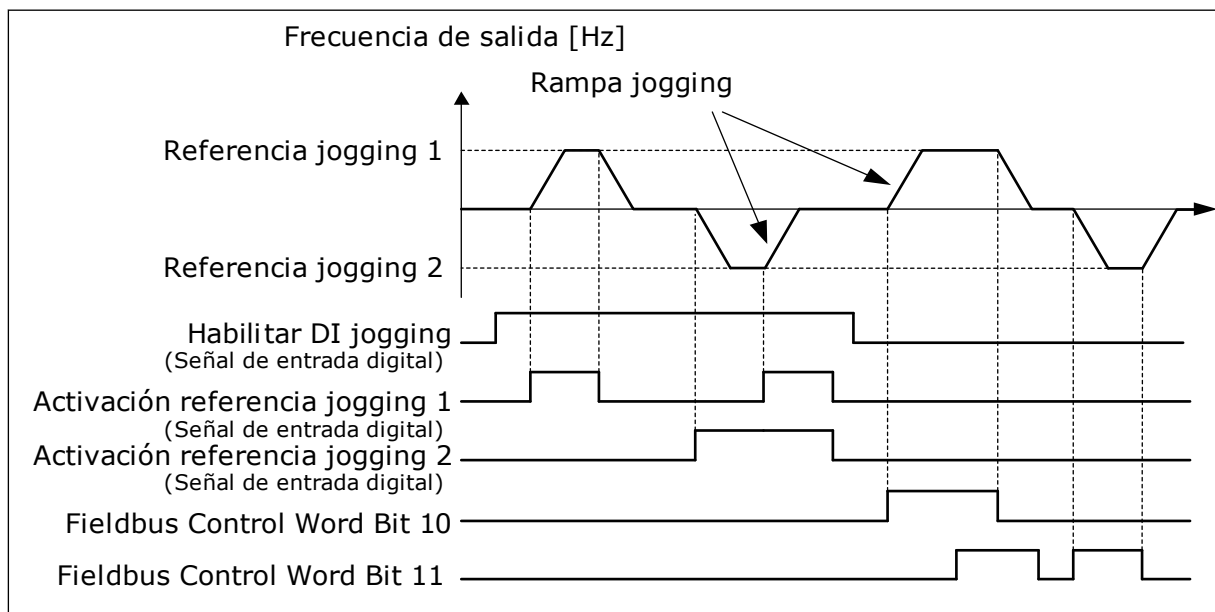 Frecuencia de salida [Hz]
Rampa jogging
Referencia jogging 1
Referencia jogging 2
Habilitar DI jogging
(Señal de entrada digital)
Activación referencia jogging 1
(Señal de entrada digital)
Activación referencia jogging 2
(Señal de entrada digital)
Fieldbus Control Word Bit 10
Fieldbus Control Word Bit 11